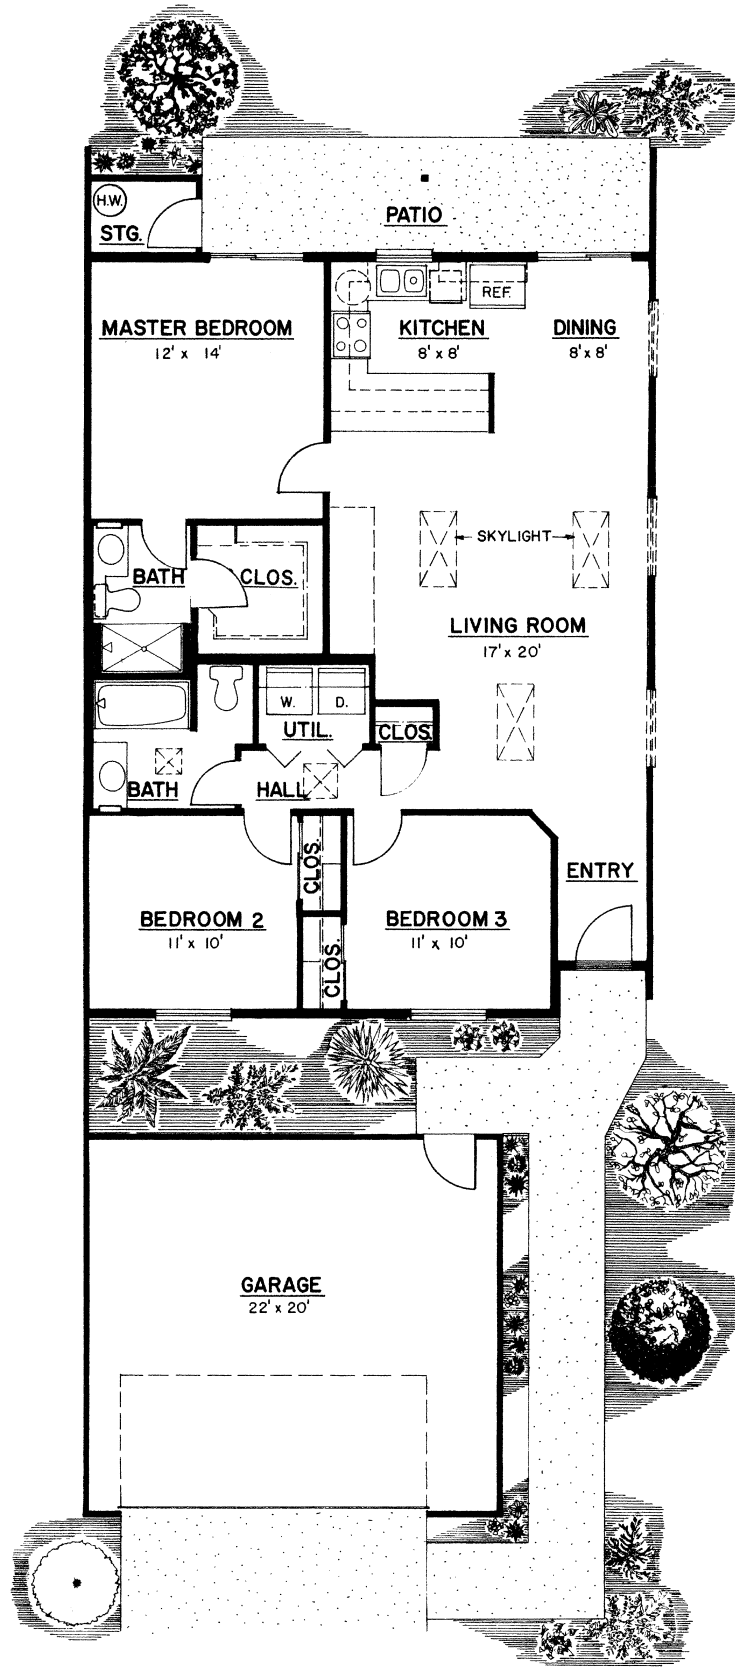 H.W.
STG.
PATIO
REF.
MASTER BEDROOM
12' x 14'
KITCHEN
8' x 8'
DINING
8' x 8'
SKYLIGHT
BATH
CLOS.
LIVING ROOM
17' x 20'
W.
D.
UTIL.
CLOS.
BATH
HALL
CLOS.
ENTRY
BEDROOM 2
11' x 10'
BEDROOM 3
11' x 10'
CLOS.
GARAGE
22' x 20'